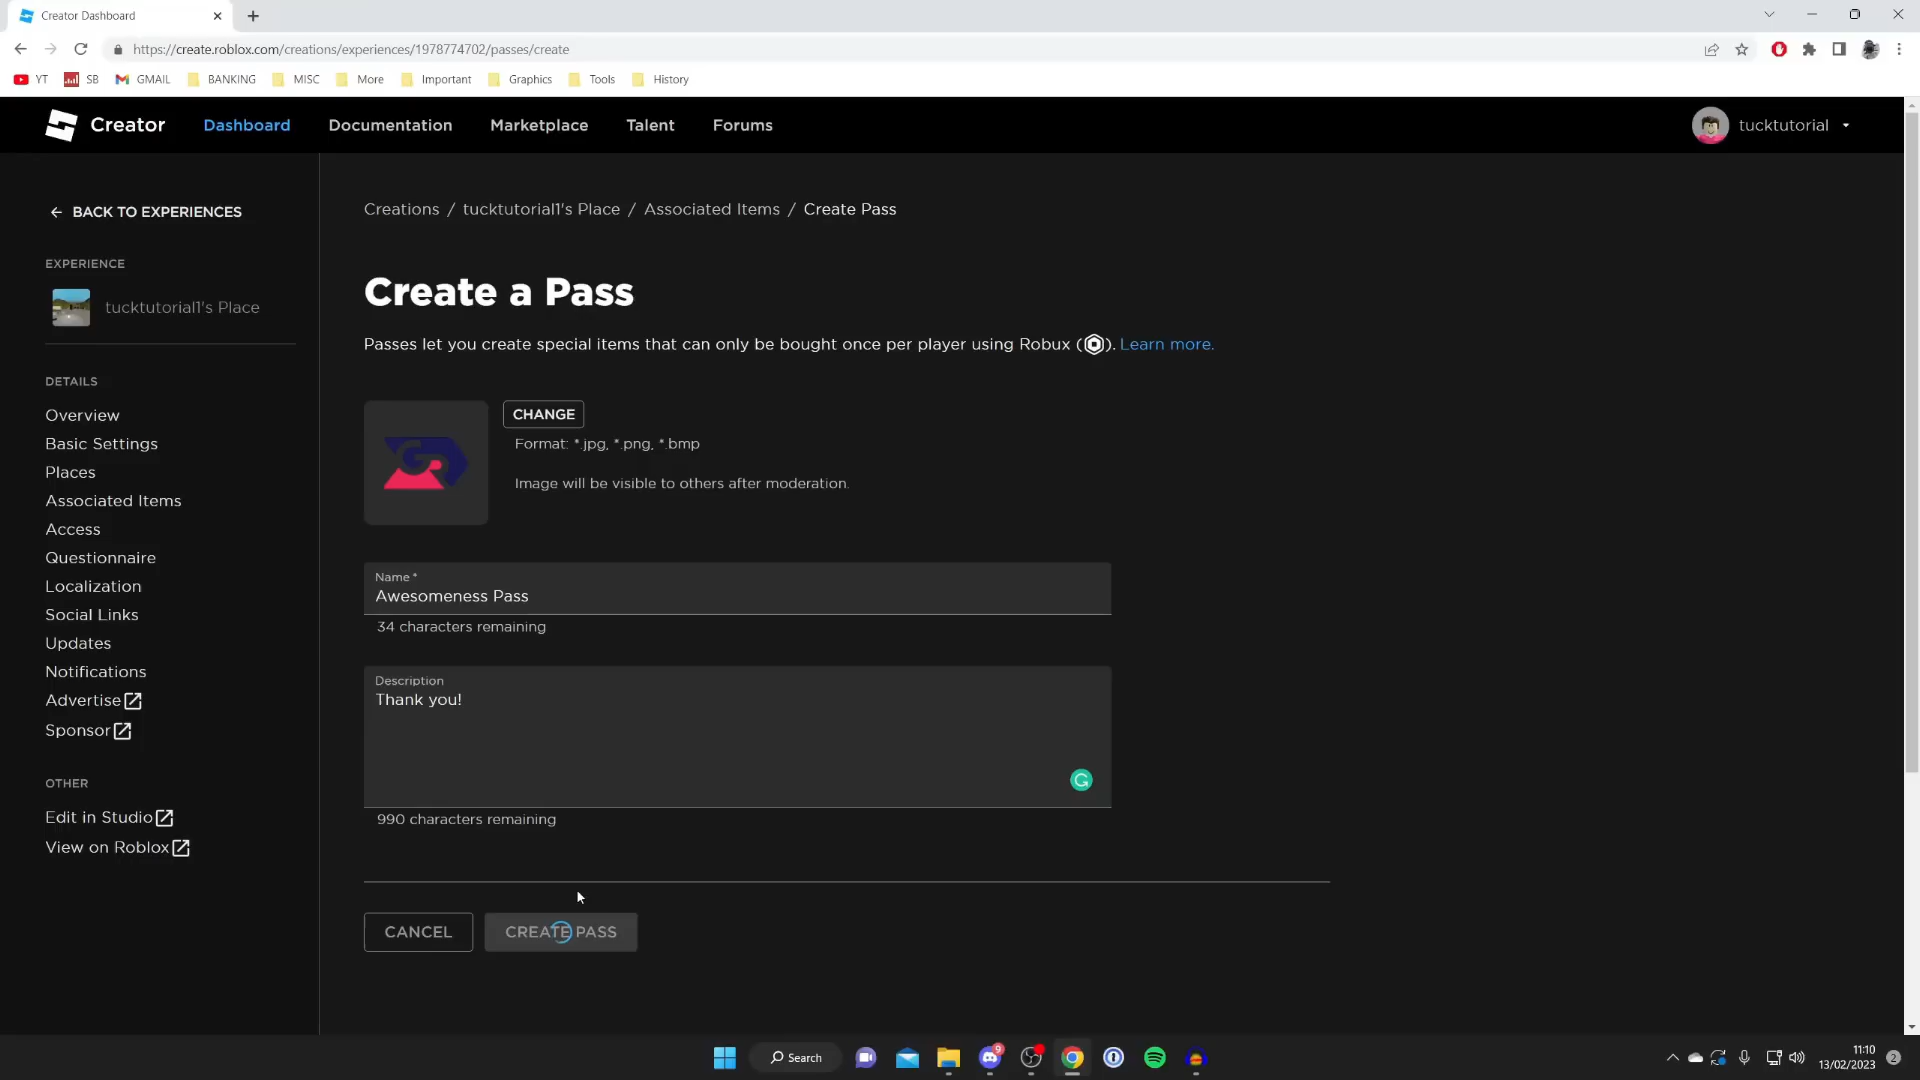 Creator Dashboard
https://create.roblox.com/creations/experiences/1978774702/passes/create
YT SB GMAIL BANKING MISC More Important Graphics Tools History
Creator Dashboard Documentation Marketplace Talent Forums tucktutorial
BACK TO EXPERIENCES
Creations / tucktutorial1's Place / Associated Items / Create Pass
EXPERIENCE
tucktutorial1's Place
Create a Pass
Passes let you create special items that can only be bought once per player using Robux ( ). Learn more.
DETAILS
Overview
Basic Settings
Places
Associated Items
Access
Questionnaire
Localization
Social Links
Updates
Notifications
Advertise
Sponsor
OTHER
Edit in Studio
View on Roblox
CHANGE
Format: *.jpg, *.png, *.bmp
Image will be visible to others after moderation.
Name *
Awesomeness Pass
34 characters remaining
Description
Thank you!
990 characters remaining
CANCEL CREATE PASS
Search
9
11:10
13/02/2023
2